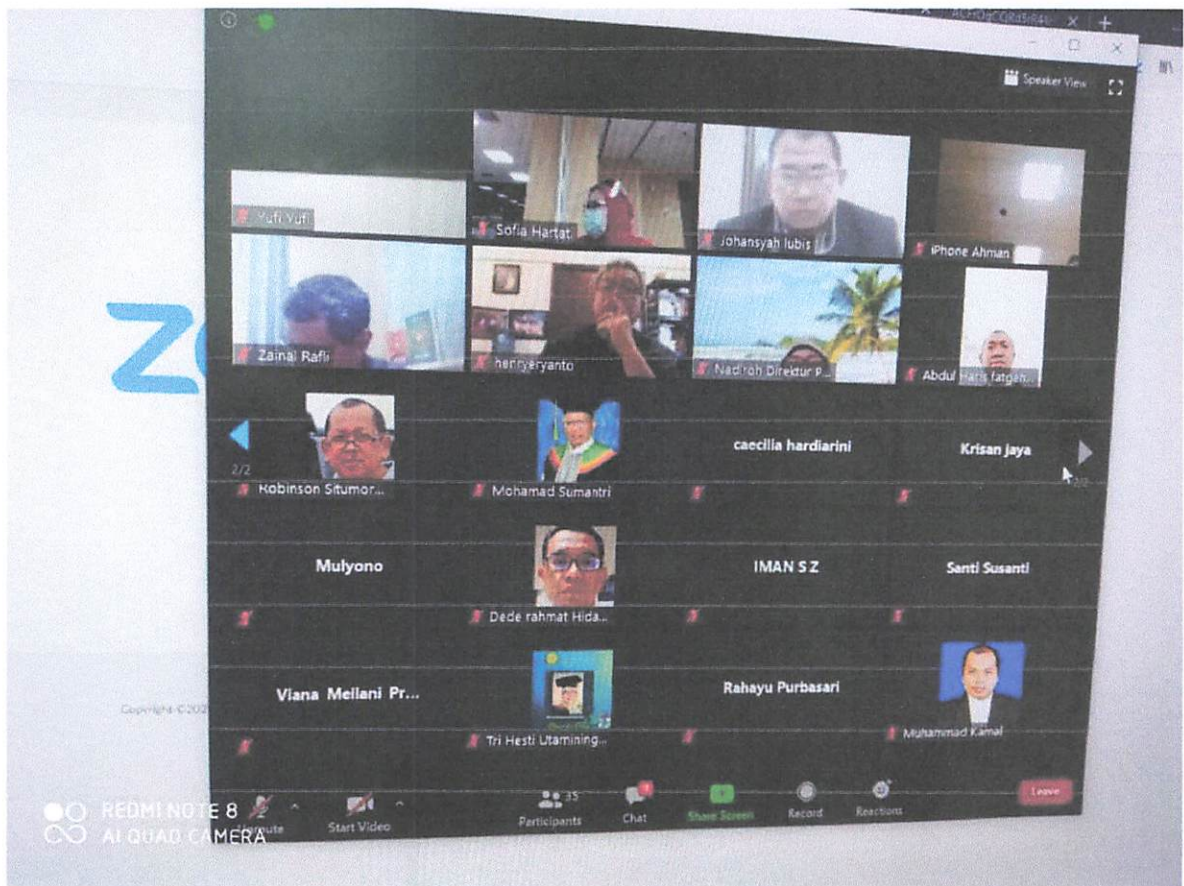 Speaker View
Yufi Yufi
Sofia Hartat
Johansyah lubis
iPhone Ahman
Zainal Rafli
henryeryanto
Nadiroh Direktur P...
Abdul Haris fatgeh...
2/2
2/2
Robinson Situmor...
Mohamad Sumantri
caecilia hardiarini
Krisan Jaya
Mulyono
Dede rahmat Hida...
IMAN S Z
Santi Susanti
Viana Meilani Pr...
Tri Hesti Utamining...
Rahayu Purbasari
Muhammad Kamal
Unmute
Start Video
35
Participants
Chat
Share Screen
Record
Reactions
Leave
REDMI NOTE 8
AI QUAD CAMERA